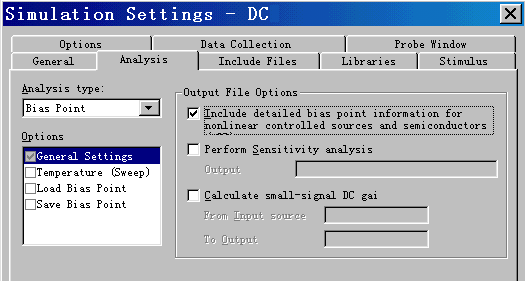 Simulation Settings - DC
Options
Data Collection
Probe Window
General
Analysis
Include Files
Libraries
Stimulus
Analysis type:
Bias Point
Options
General Settings
Temperature (Sweep)
Load Bias Point
Save Bias Point
Output File Options
Include detailed bias point information for
nonlinear controlled sources and semiconductors
Perform Sensitivity analysis
Output
Calculate small-signal DC gai
From Input source
To Output